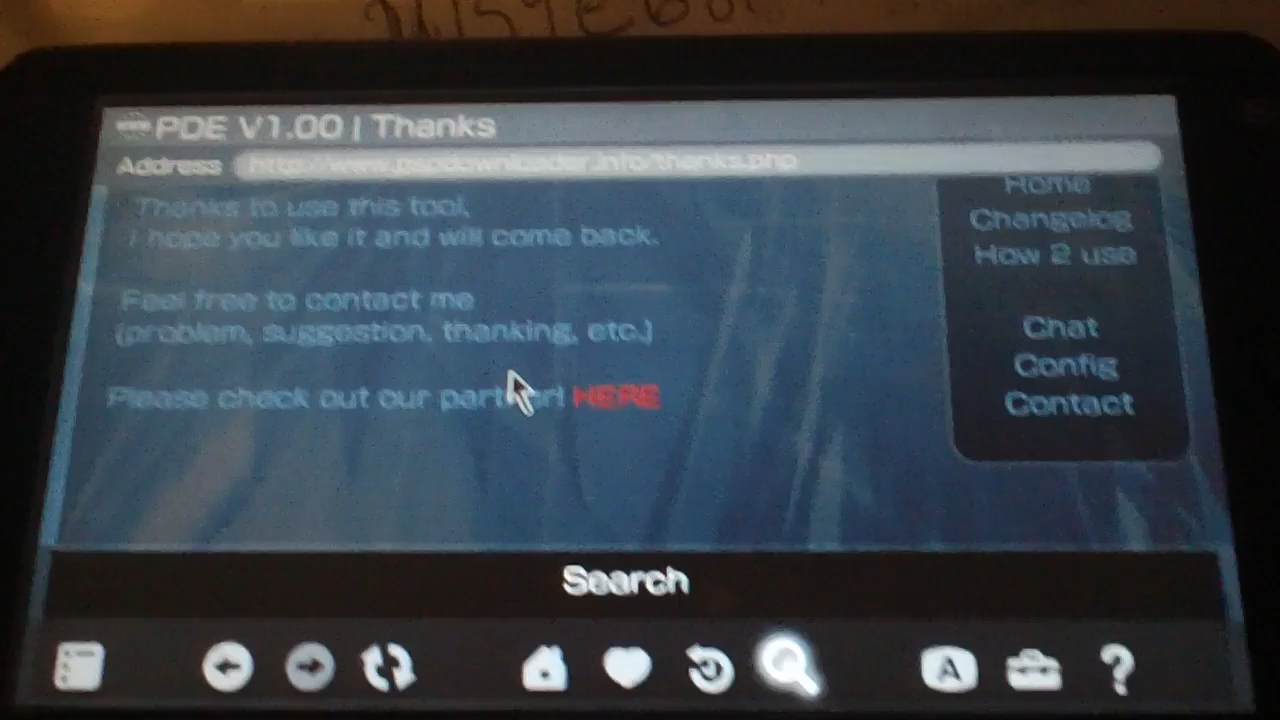 PDE V1.00 | Thanks
Address
Thanks to use this tool,
I hope you like it and will come back.
Feel free to contact me
(problem, suggestion, thanking, etc.)
Please check out our HERE
Home
Changelog
How 2 use
Chat
Config
Contact
Search
A
?